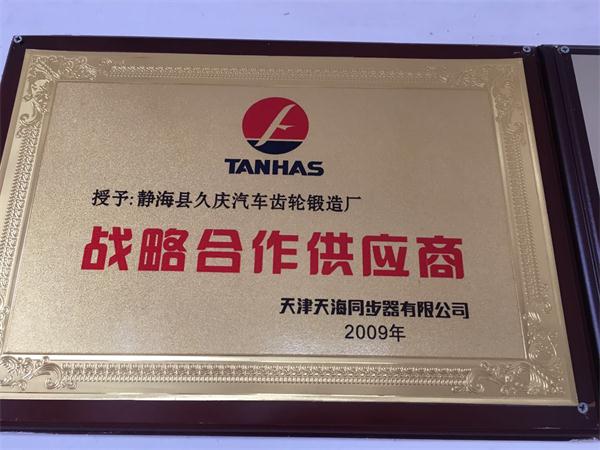 TANHAS
授予:静海县久庆汽车齿轮锻造厂
战略合作供应商
天津天海同步器有限公司
2009年